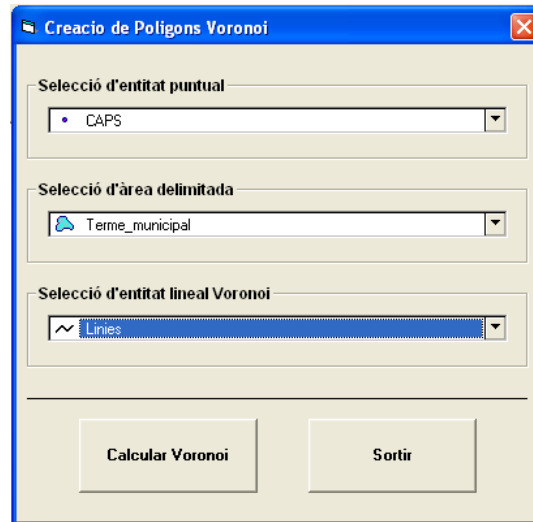 Creacio de Poligons Voronoi
Selecció d'entitat puntual
CAPS
Selecció d'àrea delimitada
Terme_municipal
Selecció d'entitat lineal Voronoi
Linies
Calcular Voronoi
Sortir